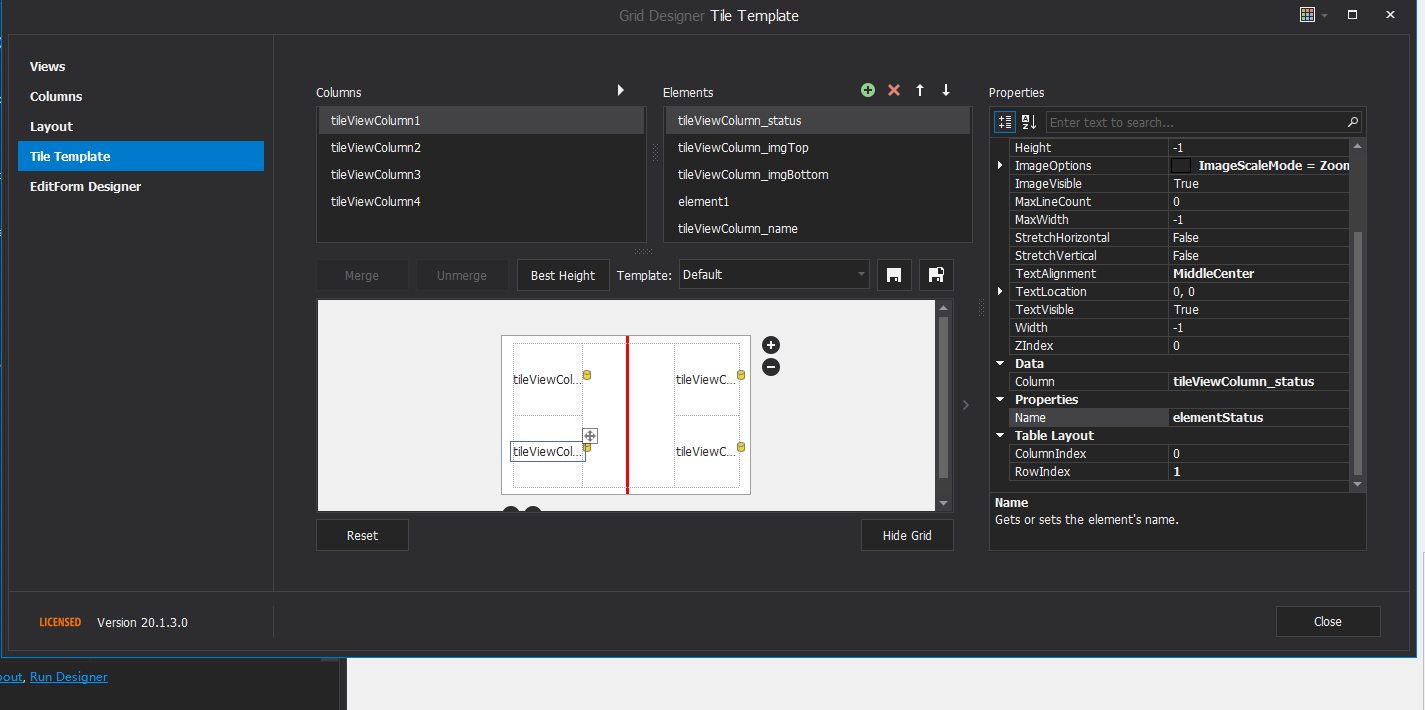 Grid Designer Tile Template
Views
Columns
Layout
Tile Template
EditForm Designer
Columns
tileViewColumn1
tileViewColumn2
tileViewColumn3
tileViewColumn4
Elements
tileViewColumn_status
tileViewColumn_imgTop
tileViewColumn_imgBottom
element1
tileViewColumn_name
Merge
Unmerge
Best Height
Template:
Default
tileViewCol...
tileViewC...
tileViewCol...
tileViewC...
Reset
Hide Grid
Properties
Enter text to search...
Height -1
ImageOptions ImageScaleMode = Zoom
ImageVisible True
MaxLineCount 0
MaxWidth -1
StretchHorizontal False
StretchVertical False
TextAlignment MiddleCenter
TextLocation 0, 0
TextVisible True
Width -1
ZIndex 0
Data
Column tileViewColumn_status
Properties
Name elementStatus
Table Layout
ColumnIndex 0
RowIndex 1
Name
Gets or sets the element's name.
LICENSED Version 20.1.3.0
Close
out, Run Designer